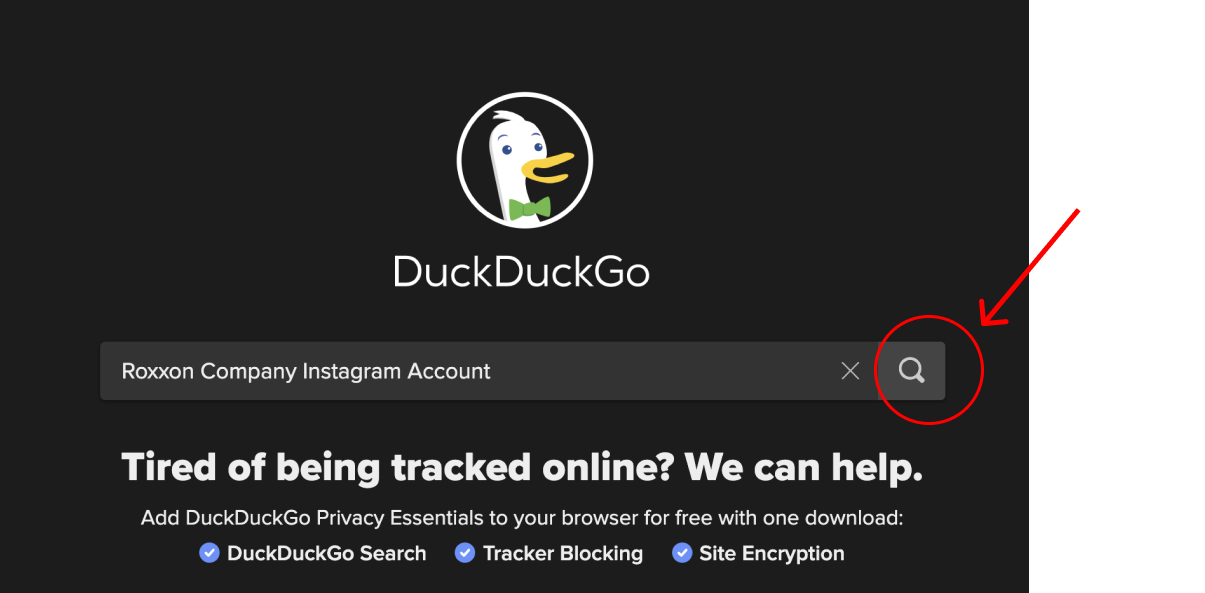 DuckDuckGo
Roxxon Company Instagram Account
Tired of being tracked online? We can help.
Add DuckDuckGo Privacy Essentials to your browser for free with one download:
DuckDuckGo Search Tracker Blocking Site Encryption